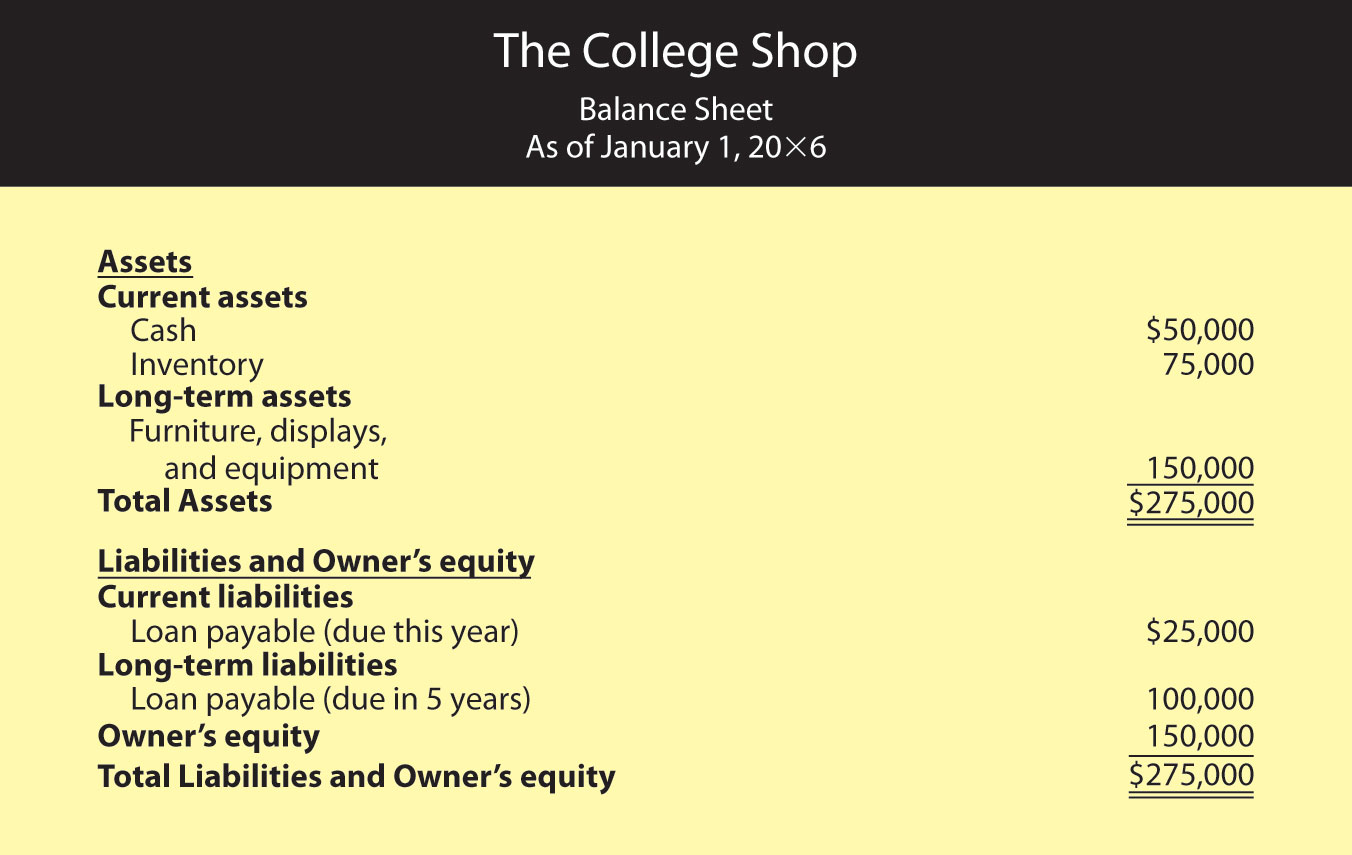 The College Shop
Balance Sheet
As of January 1, 20×6
Assets
Current assets
Cash $50,000
Inventory 75,000
Long-term assets
Furniture, displays,
and equipment 150,000
Total Assets $275,000
Liabilities and Owner’s equity
Current liabilities
Loan payable (due this year) $25,000
Long-term liabilities
Loan payable (due in 5 years) 100,000
Owner’s equity 150,000
Total Liabilities and Owner’s equity $275,000